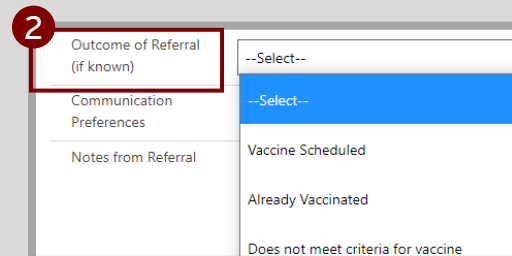 2
Outcome of Referral
(if known)
--Select--
--Select--
Communication
Preferences
Vaccine Scheduled
Notes from Referral
Already Vaccinated
Does not meet criteria for vaccine